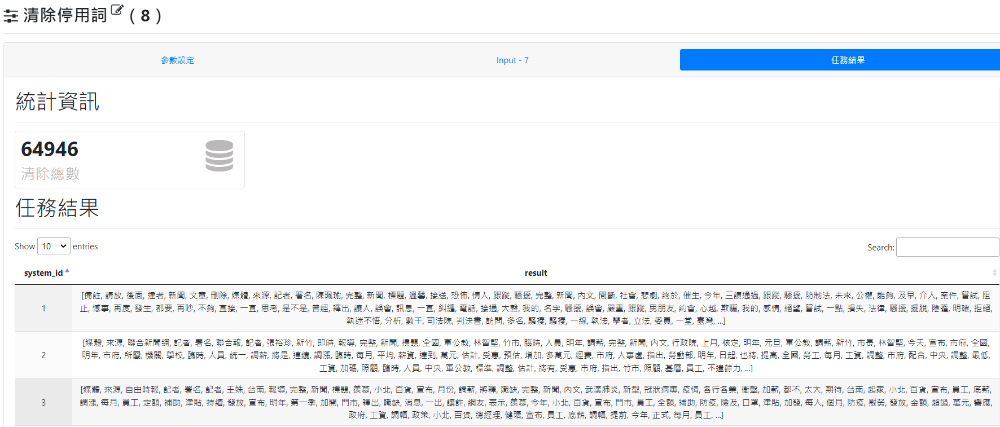 清除停用詞 ( 8 )
參數設定
Input - 7
任務結果
統計資訊
64946
清除總數
任務結果
Show 10 entries
Search:
system_id
result
1
[備註, 請放, 後面, 違者, 新聞, 文章, 刪除, 媒體, 來源, 記者, 署名, 陳珮瑜, 完整, 新聞, 標題, 溫馨, 接送, 恐怖, 情人, 跟蹤, 騷擾, 完整, 新聞, 內文, 間斷, 社會, 悲劇, 終於, 催生, 今年, 三讀通過, 跟蹤, 騷擾, 防制法, 未來, 公權, 能夠, 及早, 介入, 案件, 嘗試, 阻
止, 憾事, 再度, 發生, 都要, 再吵, 不夠, 直接, 一直, 思考, 是不是, 曾經, 釋出, 讓人, 誤會, 訊息, 一直, 糾纏, 電話, 接通, 大聲, 我的, 名字, 騷擾, 誤會, 嚴重, 跟蹤, 男朋友, 約會, 心越, 欺騙, 我的, 感情, 絕望, 嘗試, 一點, 損失, 法律, 騷擾, 擺脫, 陰霾, 明確, 拒絕,
執迷不悟, 分析, 數千, 司法院, 判決書, 訪問, 多名, 騷擾, 騷擾, 一線, 執法, 學者, 立法, 委員, 一堂, 臺灣, ...]
2
[媒體, 來源, 聯合新聞網, 記者, 署名, 聯合報, 記者, 張裕珍, 新竹, 即時, 報導, 完整, 新聞, 標題, 全國, 軍公教, 林智堅, 竹市, 臨時, 人員, 明年, 調薪, 完整, 新聞, 內文, 行政院, 上月, 核定, 明年, 元旦, 軍公教, 調薪, 新竹, 市長, 林智堅, 今天, 宣布, 市府, 全國,
明年, 市府, 所屬, 機關, 學校, 臨時, 人員, 統一, 調薪, 將是, 連續, 調漲, 臨時, 每月, 平均, 薪資, 達到, 萬元, 估計, 受惠, 預估, 增加, 多萬元, 經費, 市府, 人事處, 指出, 勞動部, 明年, 日起, 也將, 提高, 全國, 勞工, 每月, 工資, 調整, 市府, 配合, 中央, 調整, 最低,
工資, 加碼, 照顧, 臨時, 人員, 中央, 軍公教, 標準, 調整, 估計, 將有, 受惠, 市府, 指出, 竹市, 照顧, 基層, 員工, 不遺餘力, ...]
3
[媒體, 來源, 自由時報, 記者, 署名, 記者, 王姝, 台南, 報導, 完整, 新聞, 標題, 羨慕, 小北, 百貨, 宣布, 月份, 調薪, 將釋, 職缺, 完整, 新聞, 內文, 武漢肺炎, 新型, 冠狀病毒, 疫情, 各行各業, 衝擊, 加薪, 都不, 太大, 期待, 台南, 起家, 小北, 百貨, 宣布, 員工, 底薪,
調漲, 每月, 員工, 定額, 補助, 津貼, 持續, 發放, 宣布, 明年, 第一季, 加開, 門市, 釋出, 職缺, 消息, 一出, 讓許, 網友, 表示, 羨慕, 今年, 小北, 百貨, 宣布, 門市, 員工, 全額, 補助, 防疫, 險及, 口罩, 津貼, 加發, 每人, 個月, 防疫, 慰勞, 發放, 金額, 超過, 萬元, 響應,
政府, 工資, 調幅, 政策, 小北, 百貨, 總經理, 健瑭, 宣布, 員工, 底薪, 調幅, 提前, 今年, 正式, 每月, 員工, ...]